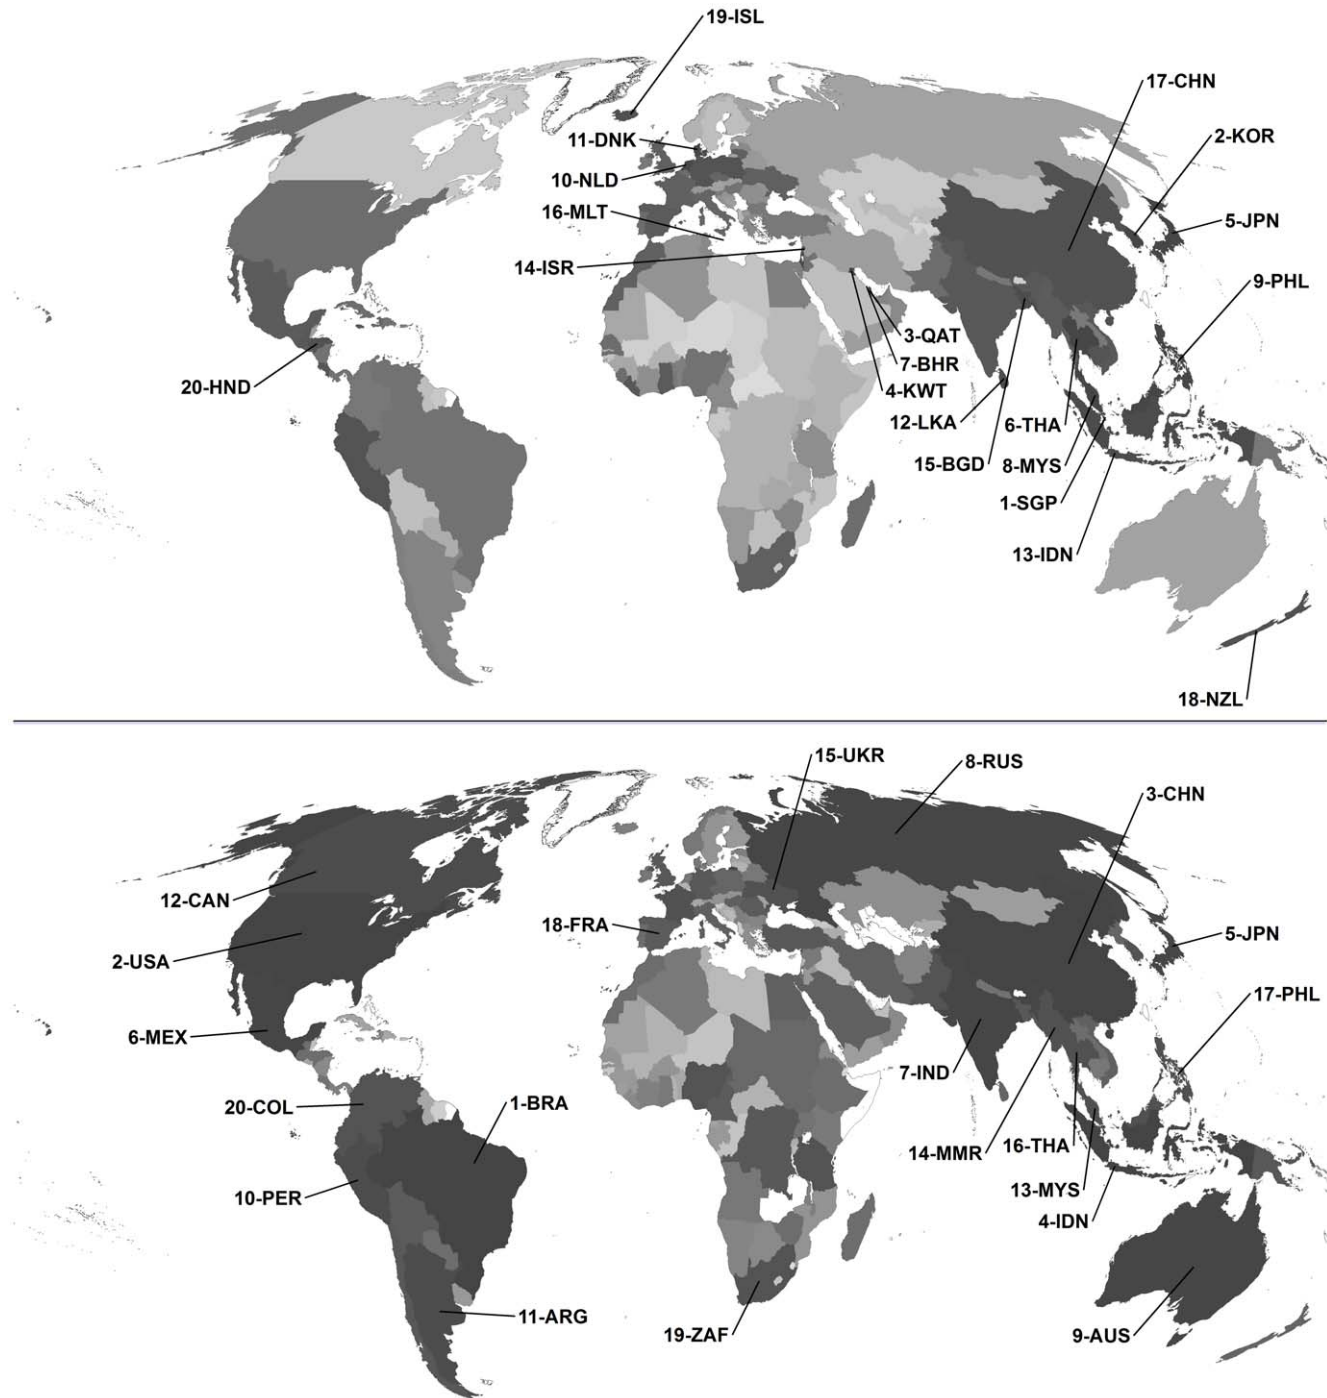 19-ISL
17-CHN
11-DNK
2-KOR
10-NLD
16-MLT
5-JPN
14-ISR
9-PHL
3-QAT
7-BHR
20-HND
4-KWT
12-LKA
6-THA
15-BGD
8-MYS
1-SGP
13-IDN
18-NZL
15-UKR
8-RUS
3-CHN
12-CAN
18-FRA
5-JPN
2-USA
17-PHL
6-MEX
7-IND
20-COL
1-BRA
14-MMR
16-THA
10-PER
13-MYS
4-IDN
11-ARG
19-ZAF
9-AUS